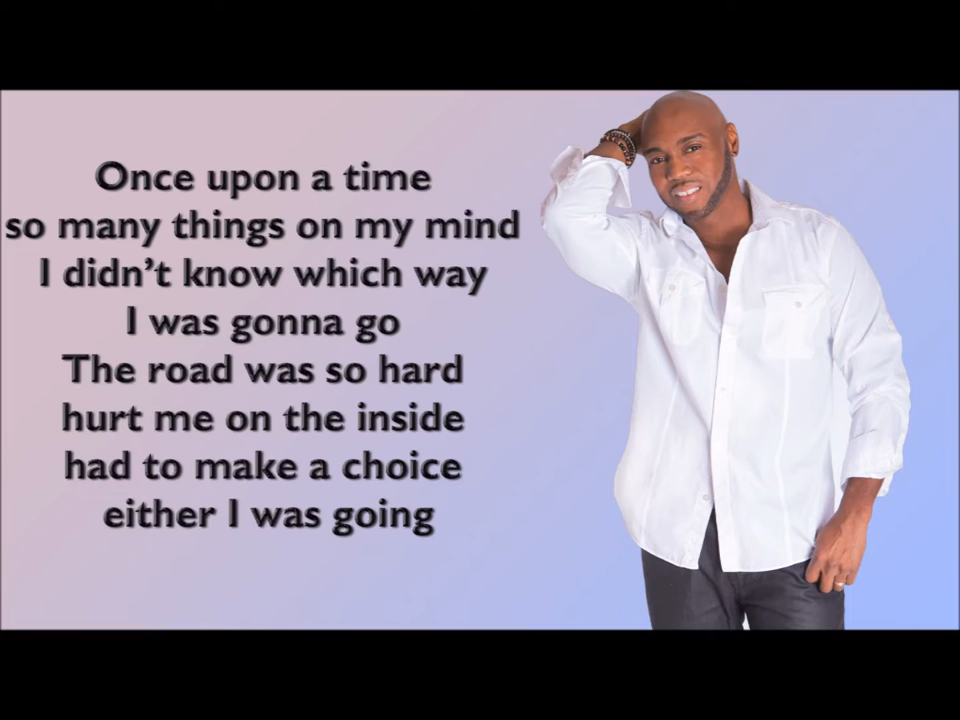 Once upon a time
so many things on my mind
I didn’t know which way
I was gonna go
The road was so hard
hurt me on the inside
had to make a choice
either I was going